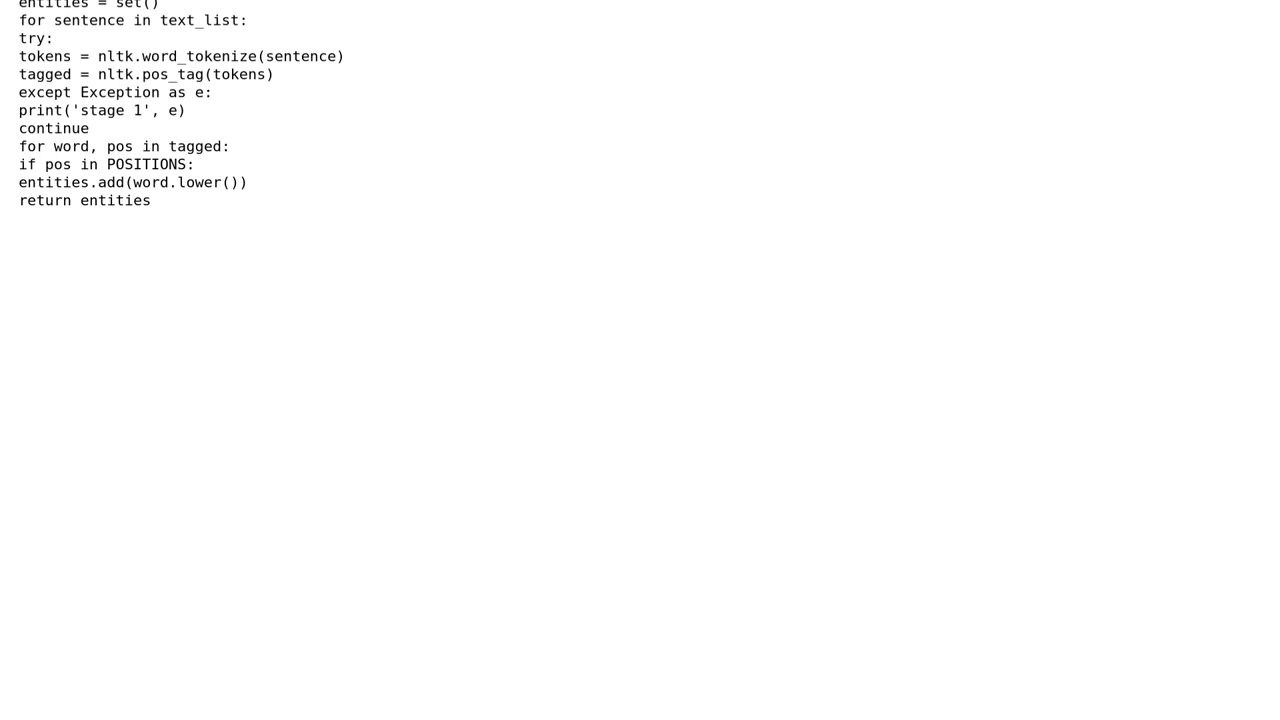 entities = set()
for sentence in text_list:
try:
tokens = nltk.word_tokenize(sentence)
tagged = nltk.pos_tag(tokens)
except Exception as e:
print('stage 1', e)
continue
for word, pos in tagged:
if pos in POSITIONS:
entities.add(word.lower())
return entities